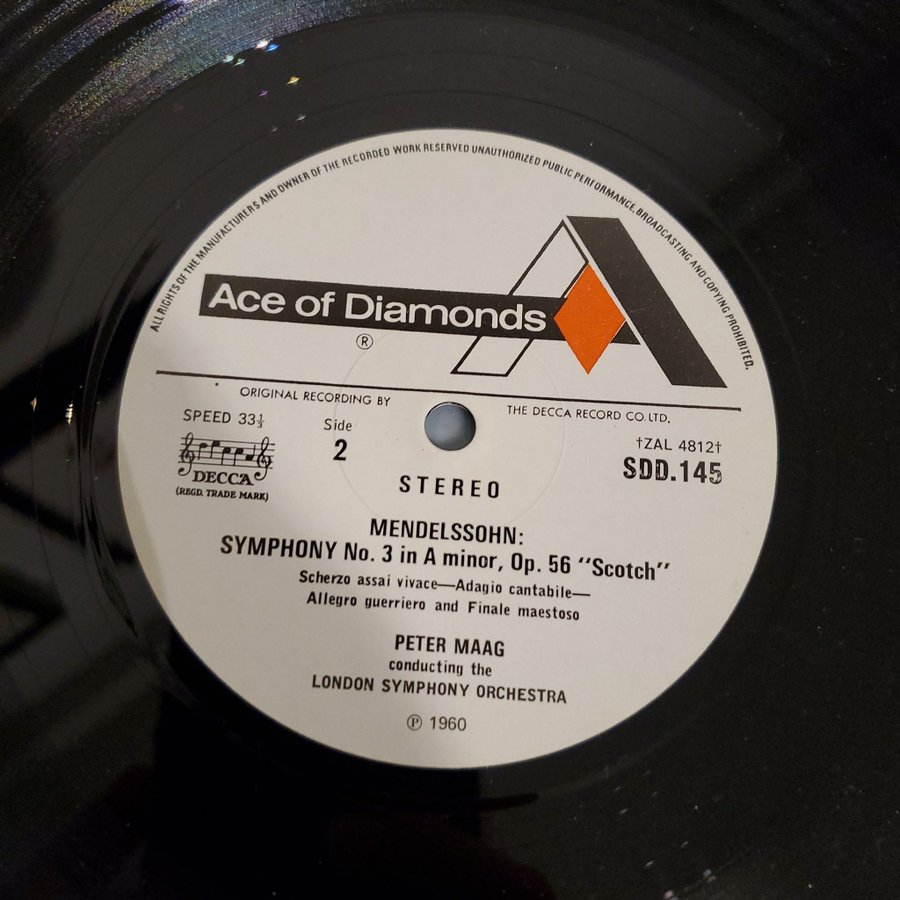 ALL RIGHTS OF THE MANUFACTURERS AND OWNER OF THE RECORDED WORK RESERVED UNAUTHORIZED PUBLIC PERFORMANCE, BROADCASTING AND COPYING PROHIBITED.
Ace of Diamonds
®
ORIGINAL RECORDING BY THE DECCA RECORD CO. LTD.
SPEED 33⅓
Side
2
†ZAL 4812†
SDD.145
DECCA
(REGD. TRADE MARK)
STEREO
MENDELSSOHN:
SYMPHONY No. 3 in A minor, Op. 56 "Scotch"
Scherzo assai vivace—Adagio cantabile—
Allegro guerriero and Finale maestoso
PETER MAAG
conducting the
LONDON SYMPHONY ORCHESTRA
℗ 1960